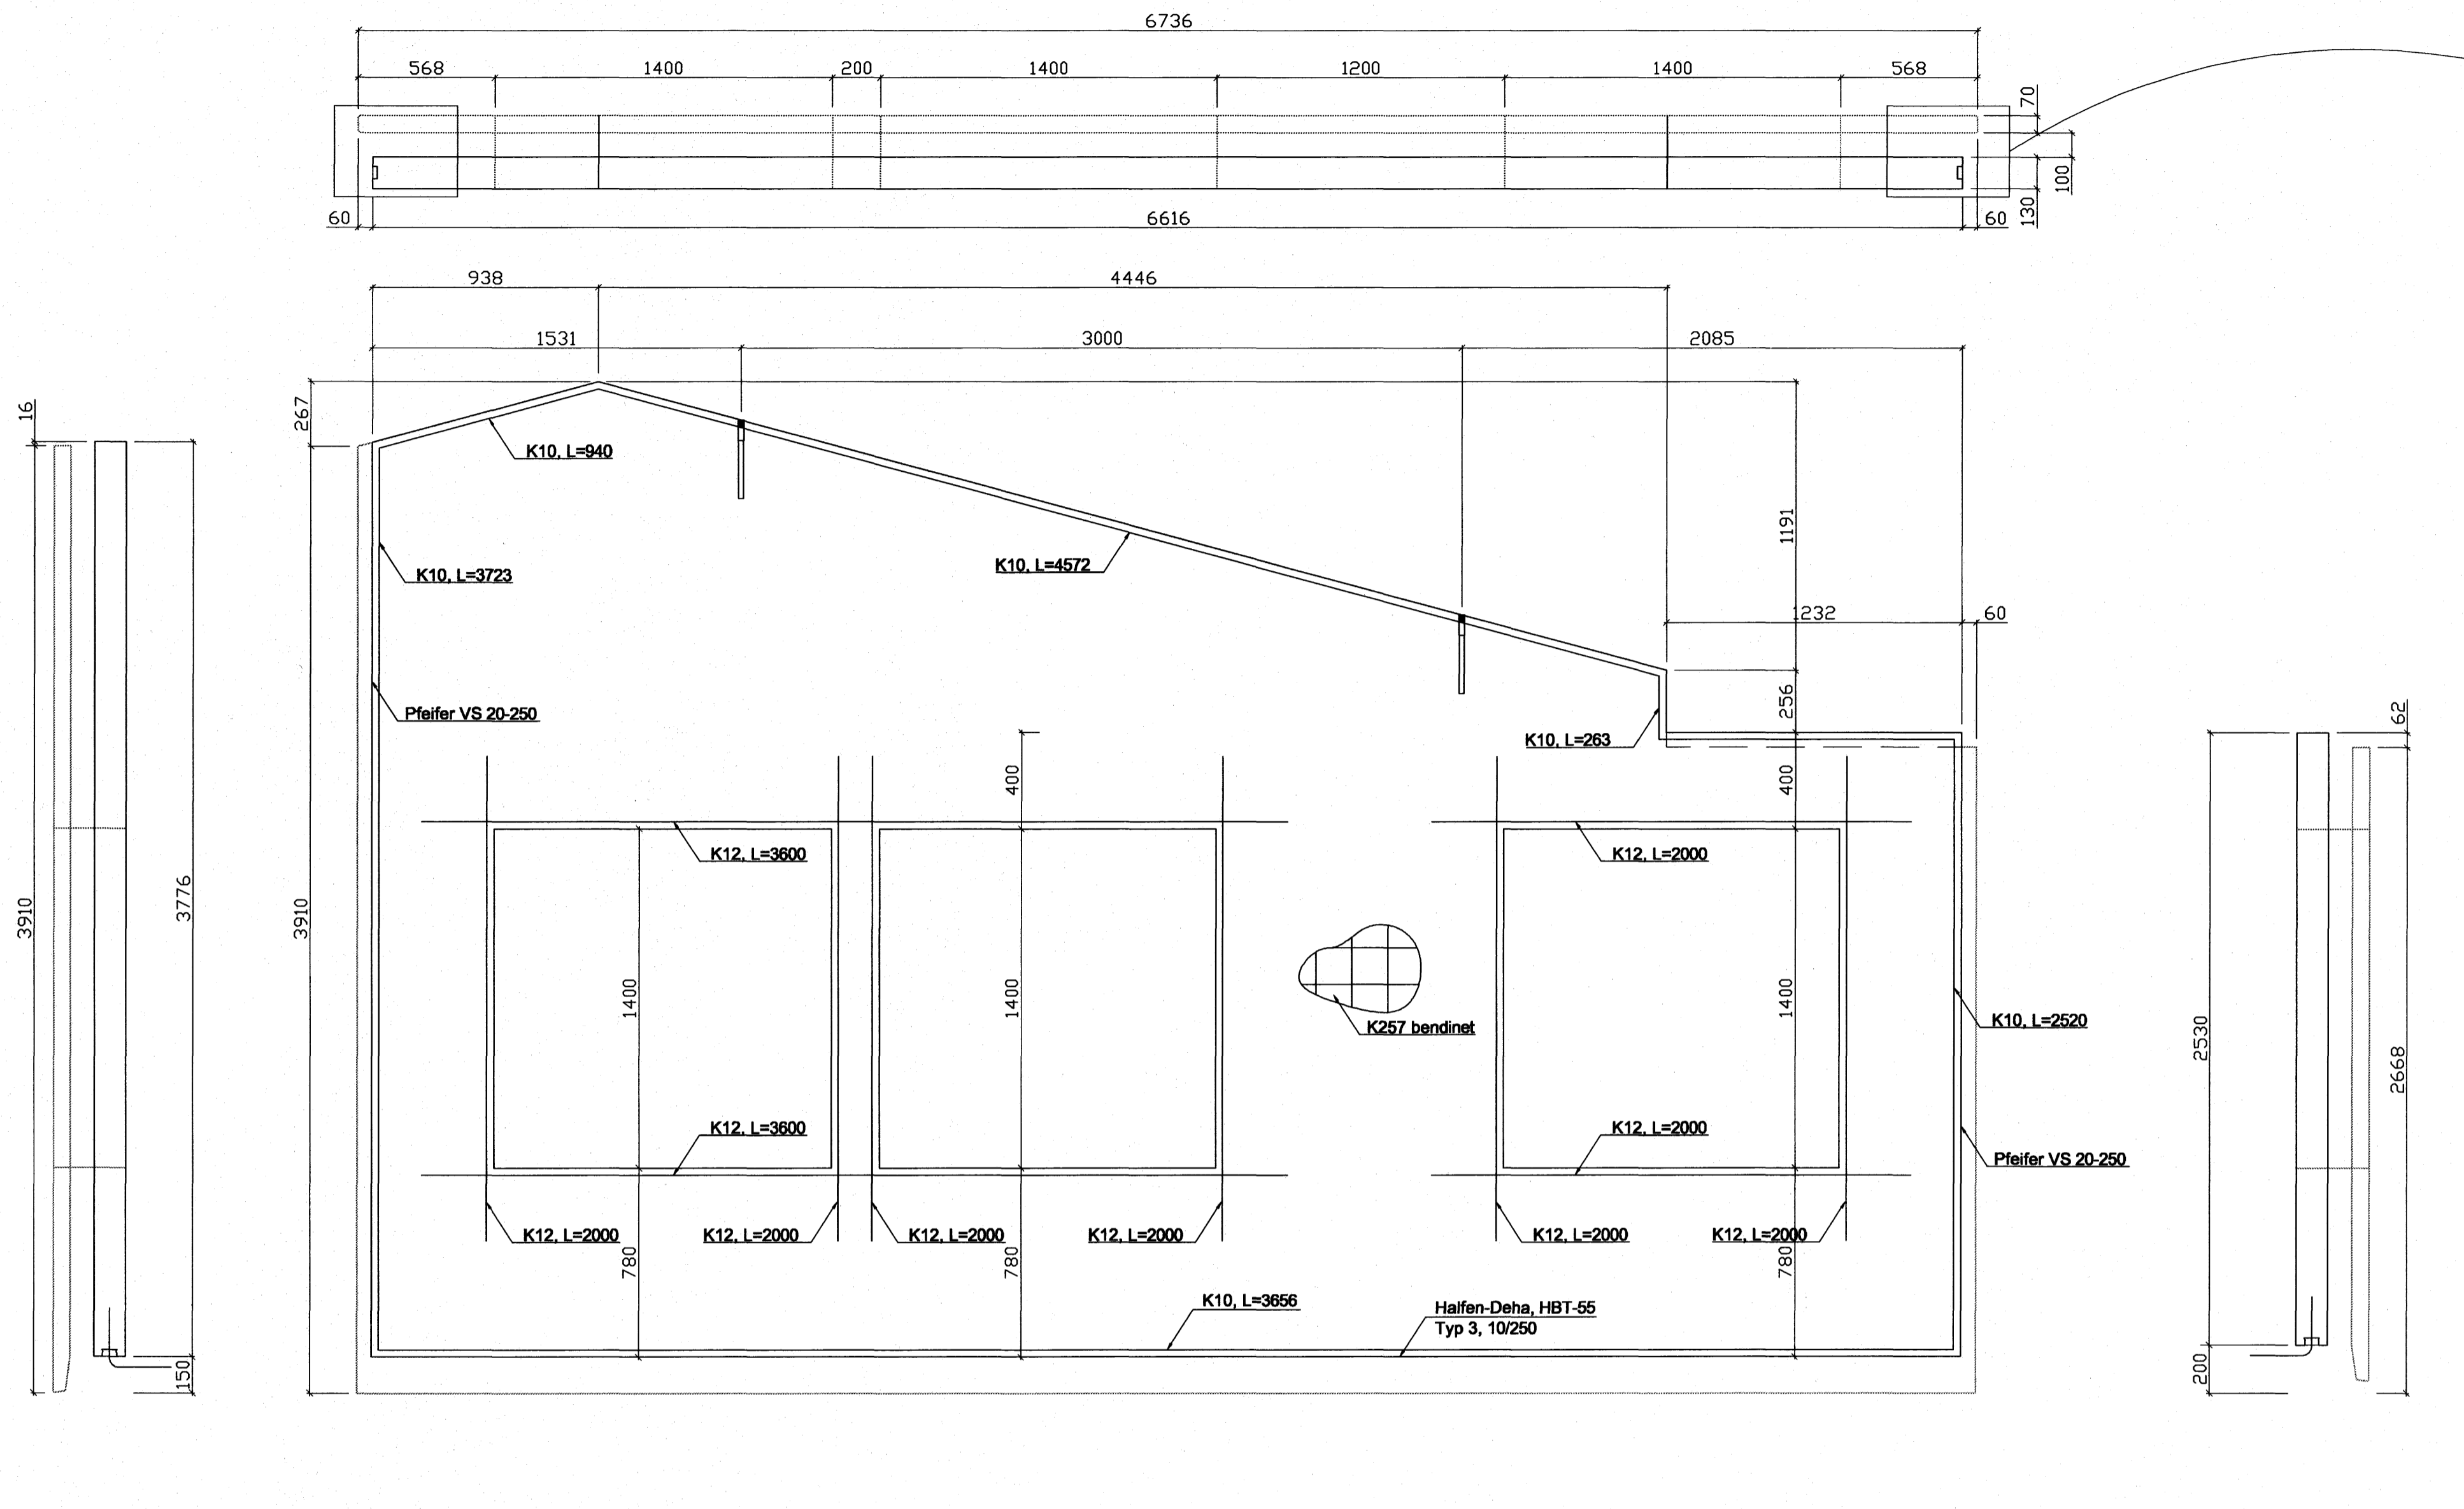 6736
568 1400 200 1400 1200 1400 568
70
100
130
60 6616 60
938 4446
1531 3000 2085
16
267
K10, L=940
1191
K10, L=4572
K10, L=3723
1232 60
256
62
Pfeifer VS 20-250
K10, L=263
400 400
K12, L=3600 K12, L=2000
3910 3776 3910
1400 1400 1400
K257 bendinet
K10, L=2520
2530 2668
K12, L=3600 K12, L=2000
Pfeifer VS 20-250
K12, L=2000 K12, L=2000 K12, L=2000 K12, L=2000 K12, L=2000 K12, L=2000
780 780 780
K10, L=3656
Halfen-Deha, HBT-55
Typ 3, 10/250
150 200